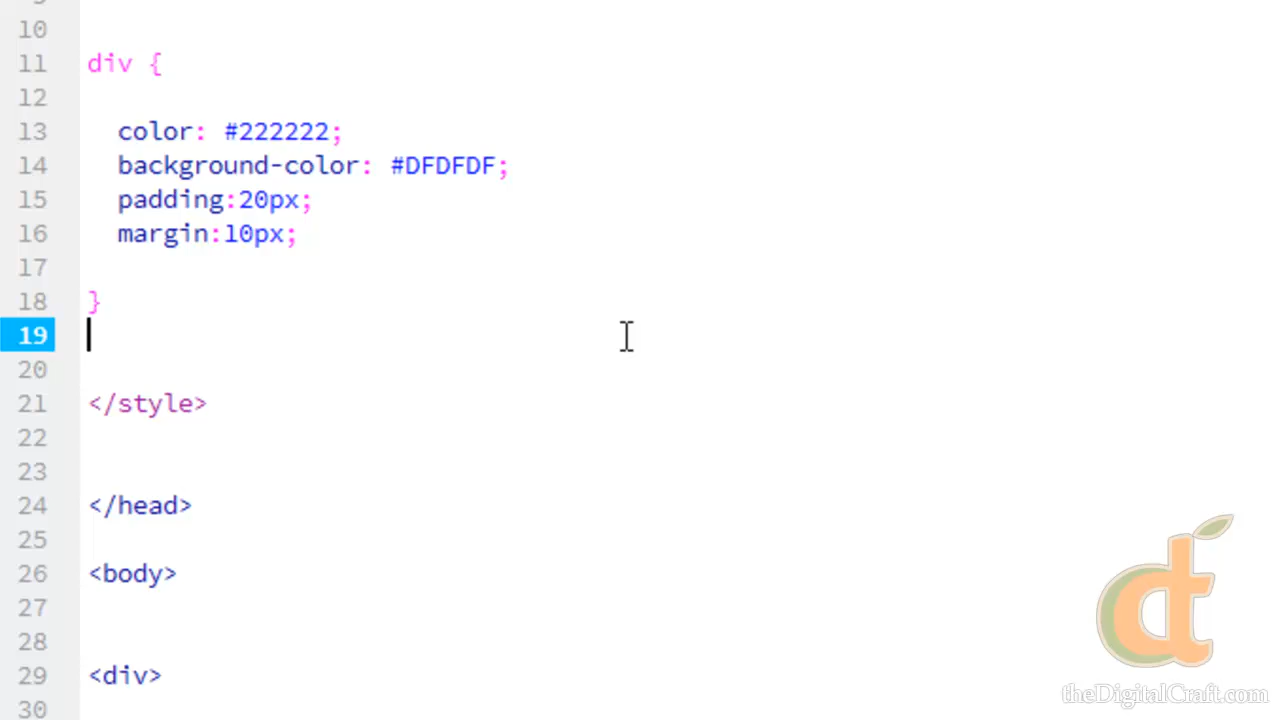 10
11 div {
12
13 color: #222222;
14 background-color: #DFDFDF;
15 padding:20px;
16 margin:10px;
17
18 }
19
20
21 </style>
22
23
24 </head>
25
26 <body>
27
28
29 <div>
30
theDigitalCraft.com